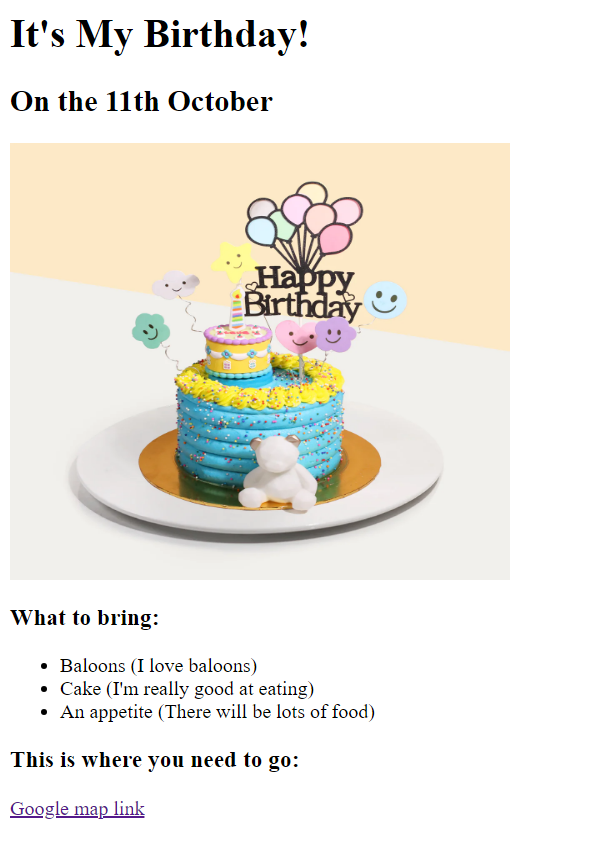 It's My Birthday!
On the 11th October
Happy
Birthday
What to bring:
Baloons (I love baloons)
Cake (I'm really good at eating)
An appetite (There will be lots of food)
This is where you need to go:
Google map link